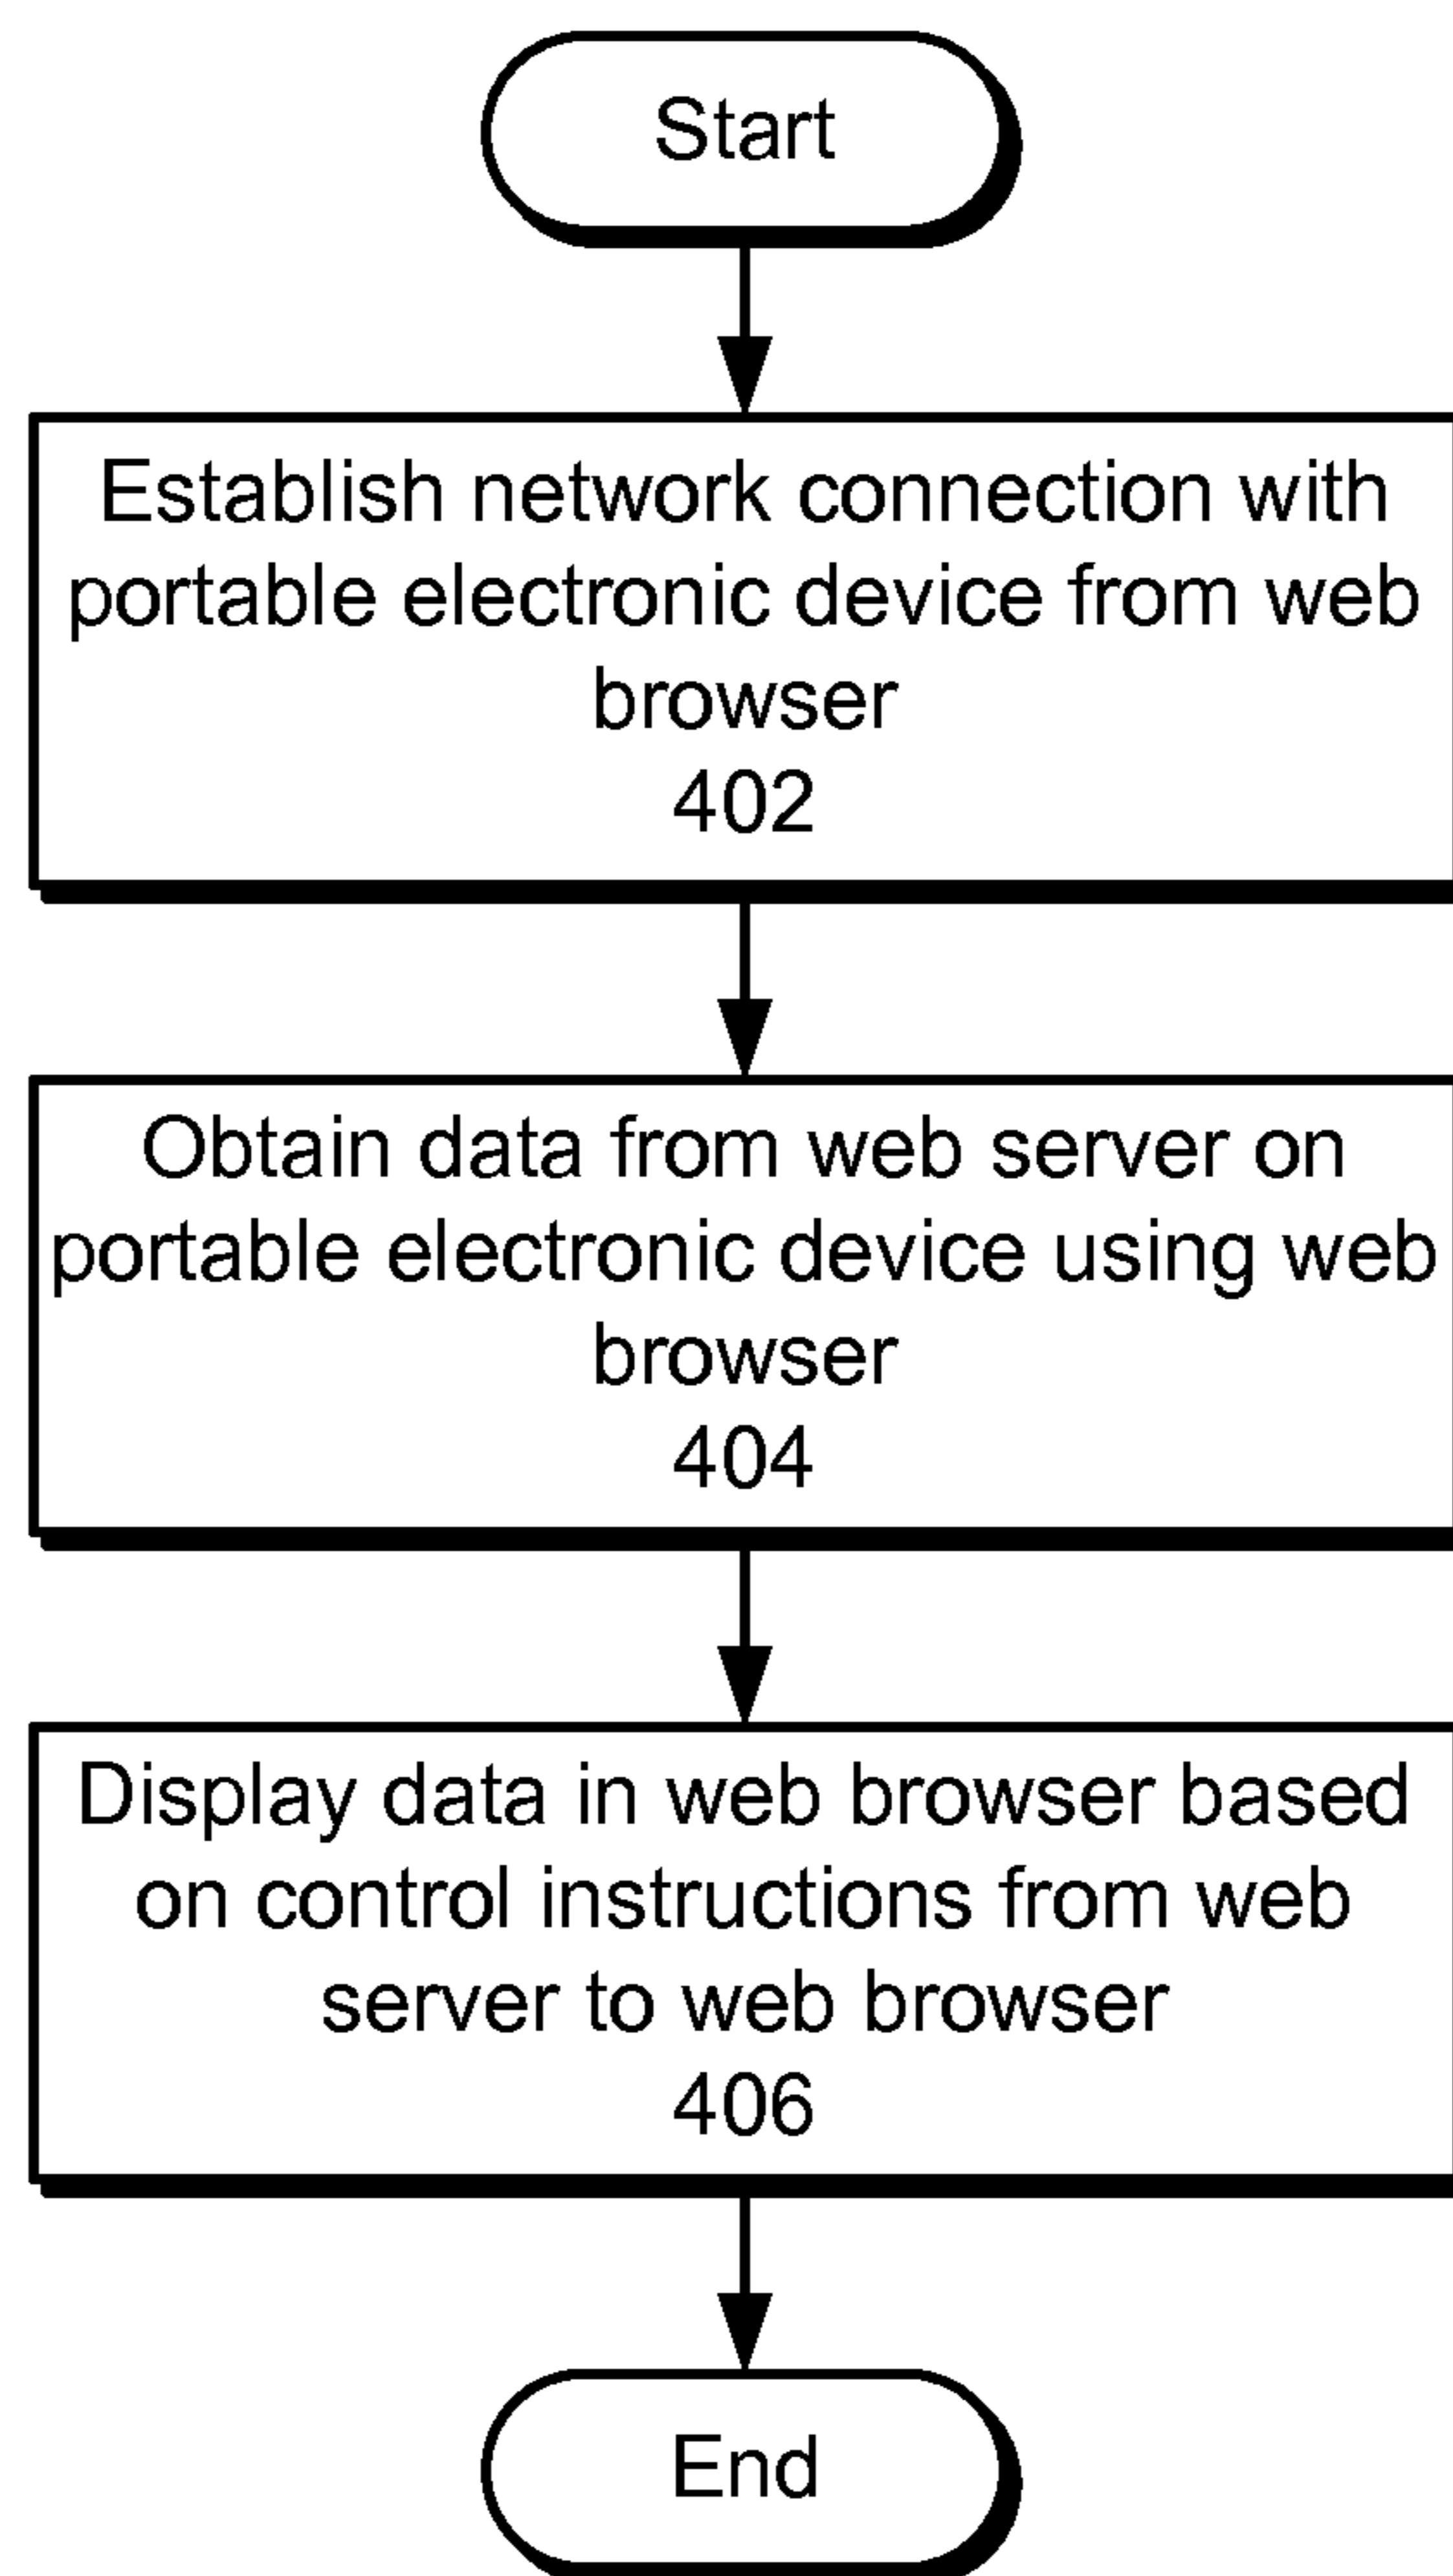 Start
Establish network connection with
portable electronic device from web
browser
402
Obtain data from web server on
portable electronic device using web
browser
404
Display data in web browser based
on control instructions from web
server to web browser
406
End